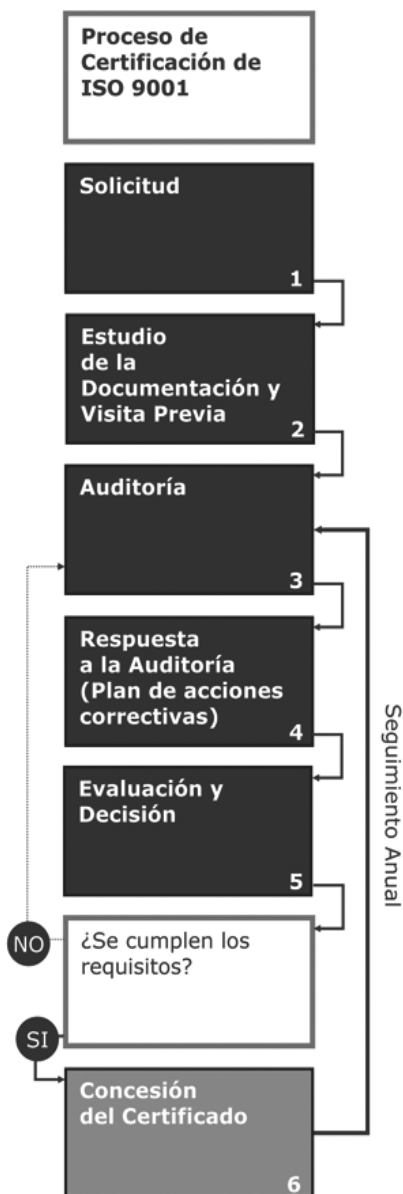 Proceso de
Certificación de
ISO 9001
Solicitud
1
Estudio
de la
Documentación y
Visita Previa
2
Auditoría
3
Respuesta
a la Auditoría
(Plan de acciones
correctivas)
4
Evaluación y
Decisión
5
NO
¿Se cumplen los
requisitos?
SI
Concesión
del Certificado
6
Seguimiento Anual